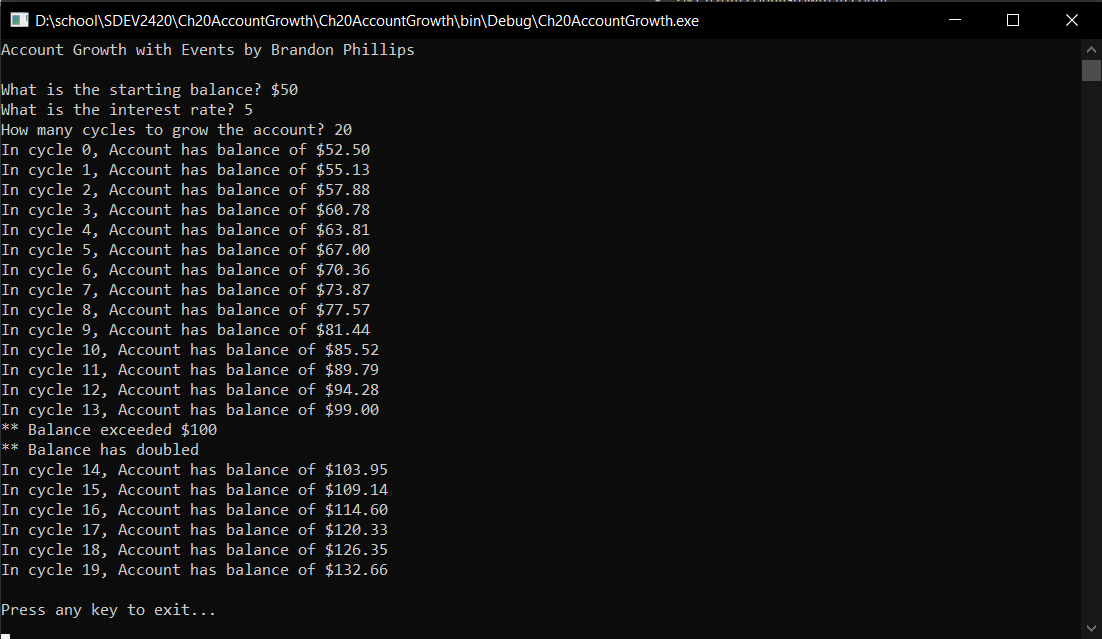 D:\school\SDEV2420\Ch20AccountGrowth\Ch20AccountGrowth\bin\Debug\Ch20AccountGrowth.exe
Account Growth with Events by Brandon Phillips
What is the starting balance? $50
What is the interest rate? 5
How many cycles to grow the account? 20
In cycle 0, Account has balance of $52.50
In cycle 1, Account has balance of $55.13
In cycle 2, Account has balance of $57.88
In cycle 3, Account has balance of $60.78
In cycle 4, Account has balance of $63.81
In cycle 5, Account has balance of $67.00
In cycle 6, Account has balance of $70.36
In cycle 7, Account has balance of $73.87
In cycle 8, Account has balance of $77.57
In cycle 9, Account has balance of $81.44
In cycle 10, Account has balance of $85.52
In cycle 11, Account has balance of $89.79
In cycle 12, Account has balance of $94.28
In cycle 13, Account has balance of $99.00
** Balance exceeded $100
** Balance has doubled
In cycle 14, Account has balance of $103.95
In cycle 15, Account has balance of $109.14
In cycle 16, Account has balance of $114.60
In cycle 17, Account has balance of $120.33
In cycle 18, Account has balance of $126.35
In cycle 19, Account has balance of $132.66
Press any key to exit...